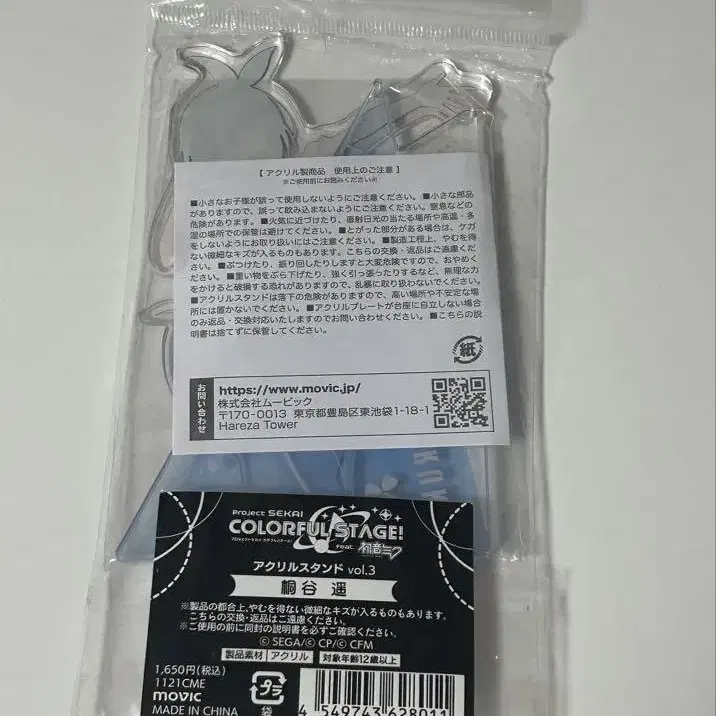 【アクリル製商品 使用上のご注意】
※ご使用前にお読みください※
■小さなお子様が誤って使用しないようにご注意ください。■小さな部品
がありますので、誤って飲み込まないようにご注意ください。窒息などの
危険があります。■火気に近づけたり、直射日光の当たる場所や高温・多
湿の場所での保管は避けてください。■とがった部分がある場合は、ケガ
をしないようにお取り扱いにはご注意ください。■製造工程上、やむを得
ない微細なキズが入るものもあります。こちらの交換・返品はご遠慮くだ
さい。■ぶつけたり、振り回したりしますと大変危険ですので、おやめく
ださい。■重い物をぶら下げたり、強く引っ張ったりするなど、無理な力
をかけると破損する恐れがありますので、乱暴に取り扱わないでください。
■アクリルスタンドは落下の危険がありますので、高い場所や不安定な場
所には置かないでください。■アクリルプレートが台座に自立しない場合
のみ返品・交換対応いたしますのでお問い合わせください。■こちらの説
明書は捨てずに保管してください。
紙
お問い合わせ
https://www.movic.jp/
株式会社ムービック
〒170-0013 東京都豊島区東池袋1-18-1
Hareza Tower
Project SEKAI
COLORFUL STAGE!
プロジェクトセカイ カラフルステージ!
feat. 初音ミク
アクリルスタンド vol.3
桐谷 遥
※製品の都合上、やむを得ない微細なキズが入るものもあります。
こちらの交換・返品はご遠慮ください。
※ご使用の前に同封の説明書を必ずご確認ください。
© SEGA/© CP/© CFM
製品素材 アクリル 対象年齢12歳以上
1,650円(税込)
1121CME
movic
MADE IN CHINA
プラ
袋
4 549743 628011